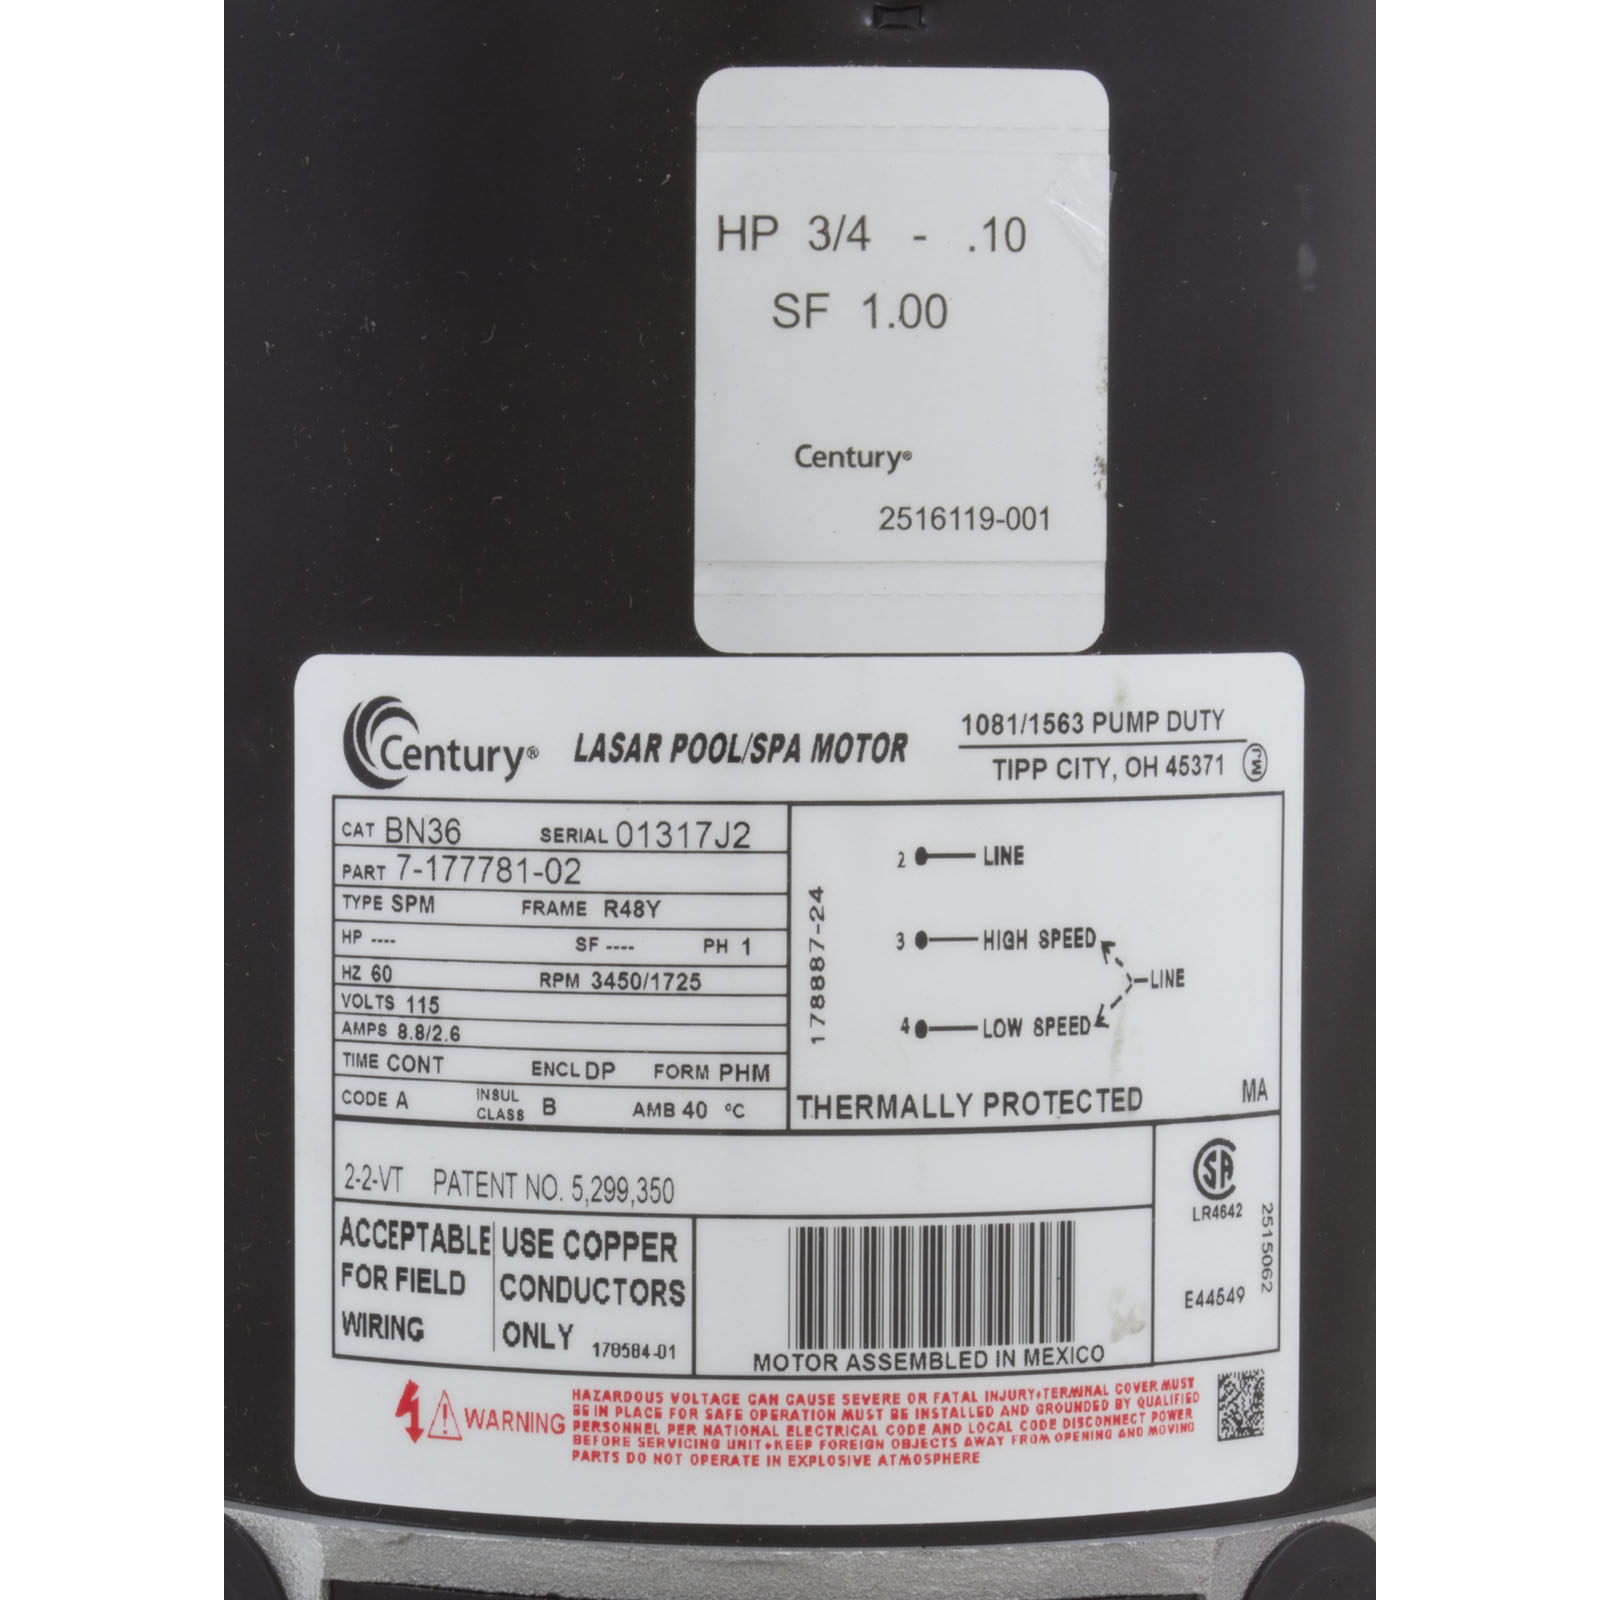 HP 3/4 - .10
SF 1.00
Century®
2516119-001
Century® LASAR POOL/SPA MOTOR
1081/1563 PUMP DUTY
TIPP CITY, OH 45371 MJ
CAT BN36 SERIAL 01317J2
PART 7-177781-02
TYPE SPM FRAME R48Y
HP ---- SF ---- PH 1
HZ 60 RPM 3450/1725
VOLTS 115
AMPS 8.8/2.6
TIME CONT ENCL DP FORM PHM
CODE A INSUL CLASS B AMB 40 °C
178887-24
2 LINE
3 HIGH SPEED
LINE
4 LOW SPEED
THERMALLY PROTECTED MA
2-2-VT PATENT NO. 5,299,350
ACCEPTABLE
FOR FIELD
WIRING
USE COPPER
CONDUCTORS
ONLY 178584-01
MOTOR ASSEMBLED IN MEXICO
SA
LR4642
E44549
2515062
WARNING
HAZARDOUS VOLTAGE CAN CAUSE SEVERE OR FATAL INJURY•TERMINAL COVER MUST
BE IN PLACE FOR SAFE OPERATION MUST BE INSTALLED AND GROUNDED BY QUALIFIED
PERSONNEL PER NATIONAL ELECTRICAL CODE AND LOCAL CODE DISCONNECT POWER
BEFORE SERVICING UNIT•KEEP FOREIGN OBJECTS AWAY FROM OPENING AND MOVING
PARTS DO NOT OPERATE IN EXPLOSIVE ATMOSPHERE